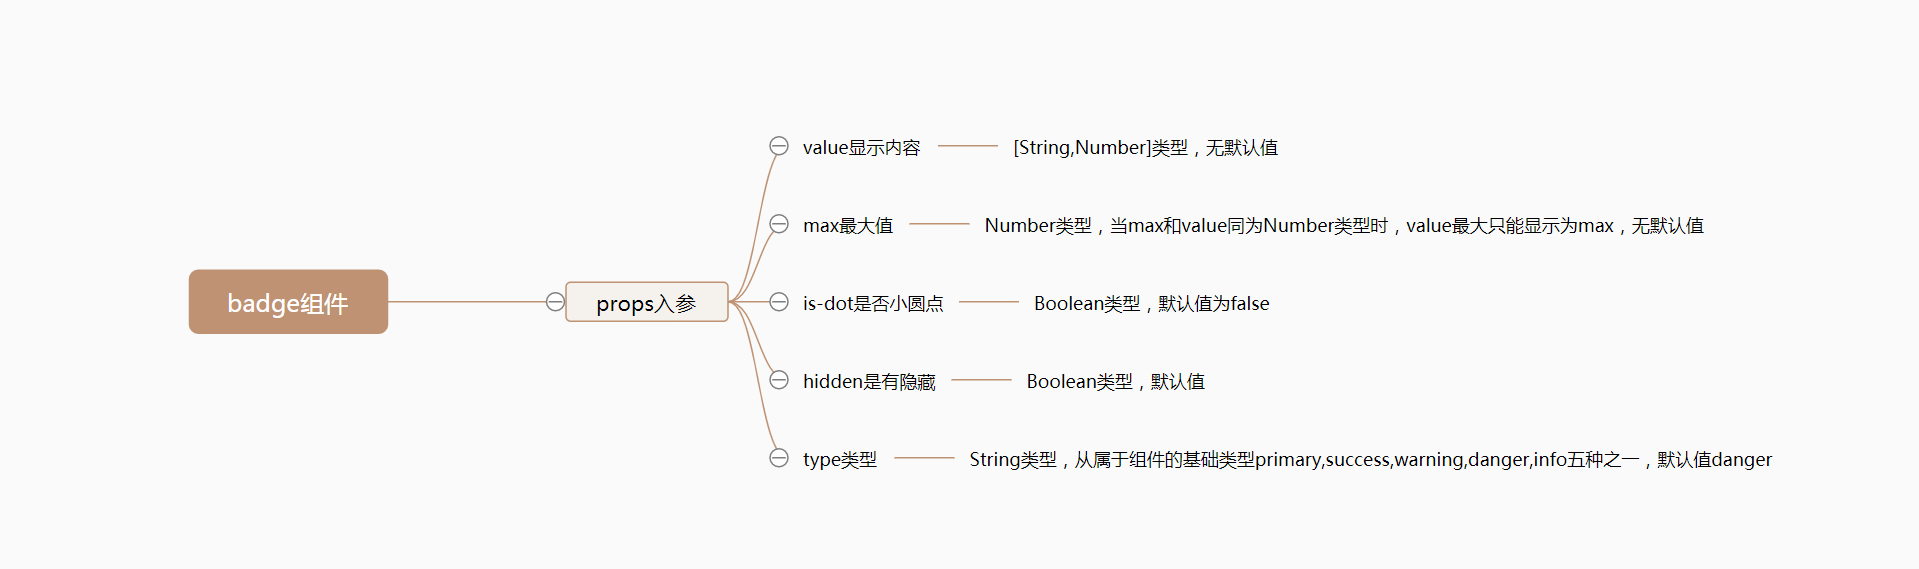 badge组件
props入参
value显示内容
[String,Number]类型，无默认值
max最大值
Number类型，当max和value同为Number类型时，value最大只能显示为max，无默认值
is-dot是否小圆点
Boolean类型，默认值为false
hidden是有隐藏
Boolean类型，默认值
type类型
String类型，从属于组件的基础类型primary,success,warning,danger,info五种之一，默认值danger